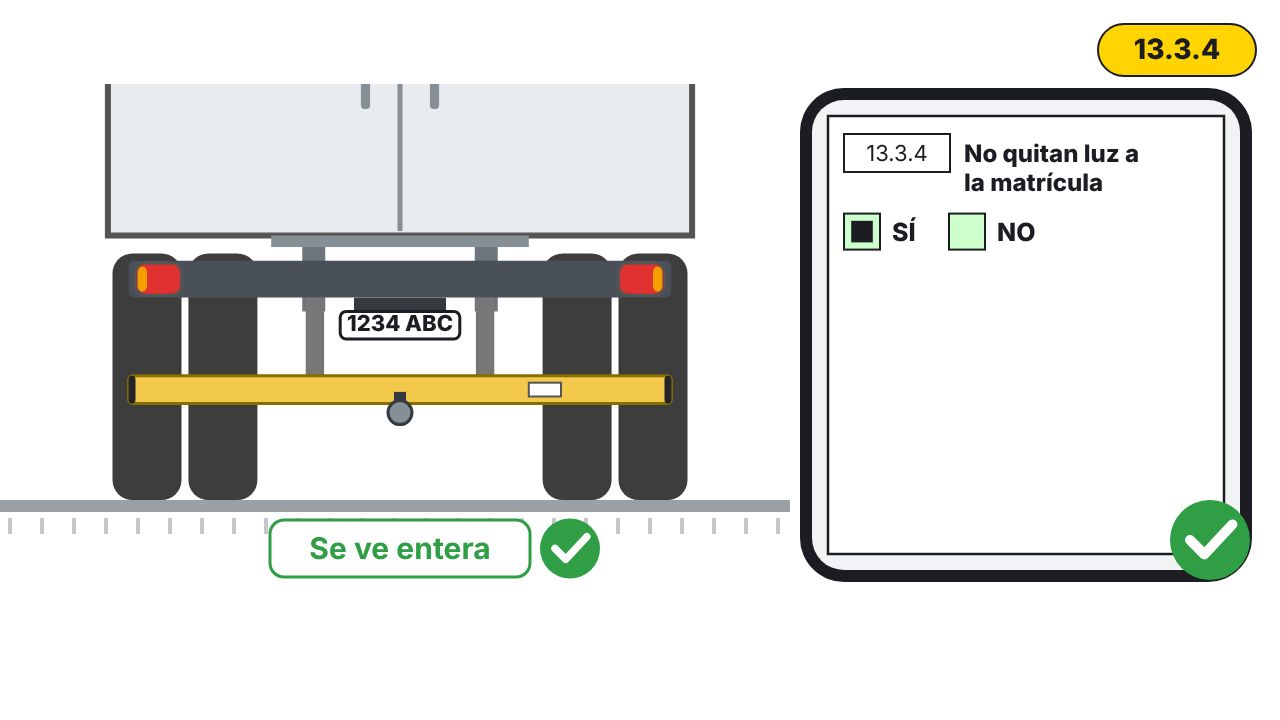 13.3.4
13.3.4
No quitan luz a
la matrícula
SÍ
NO
1234 ABC
Se ve entera